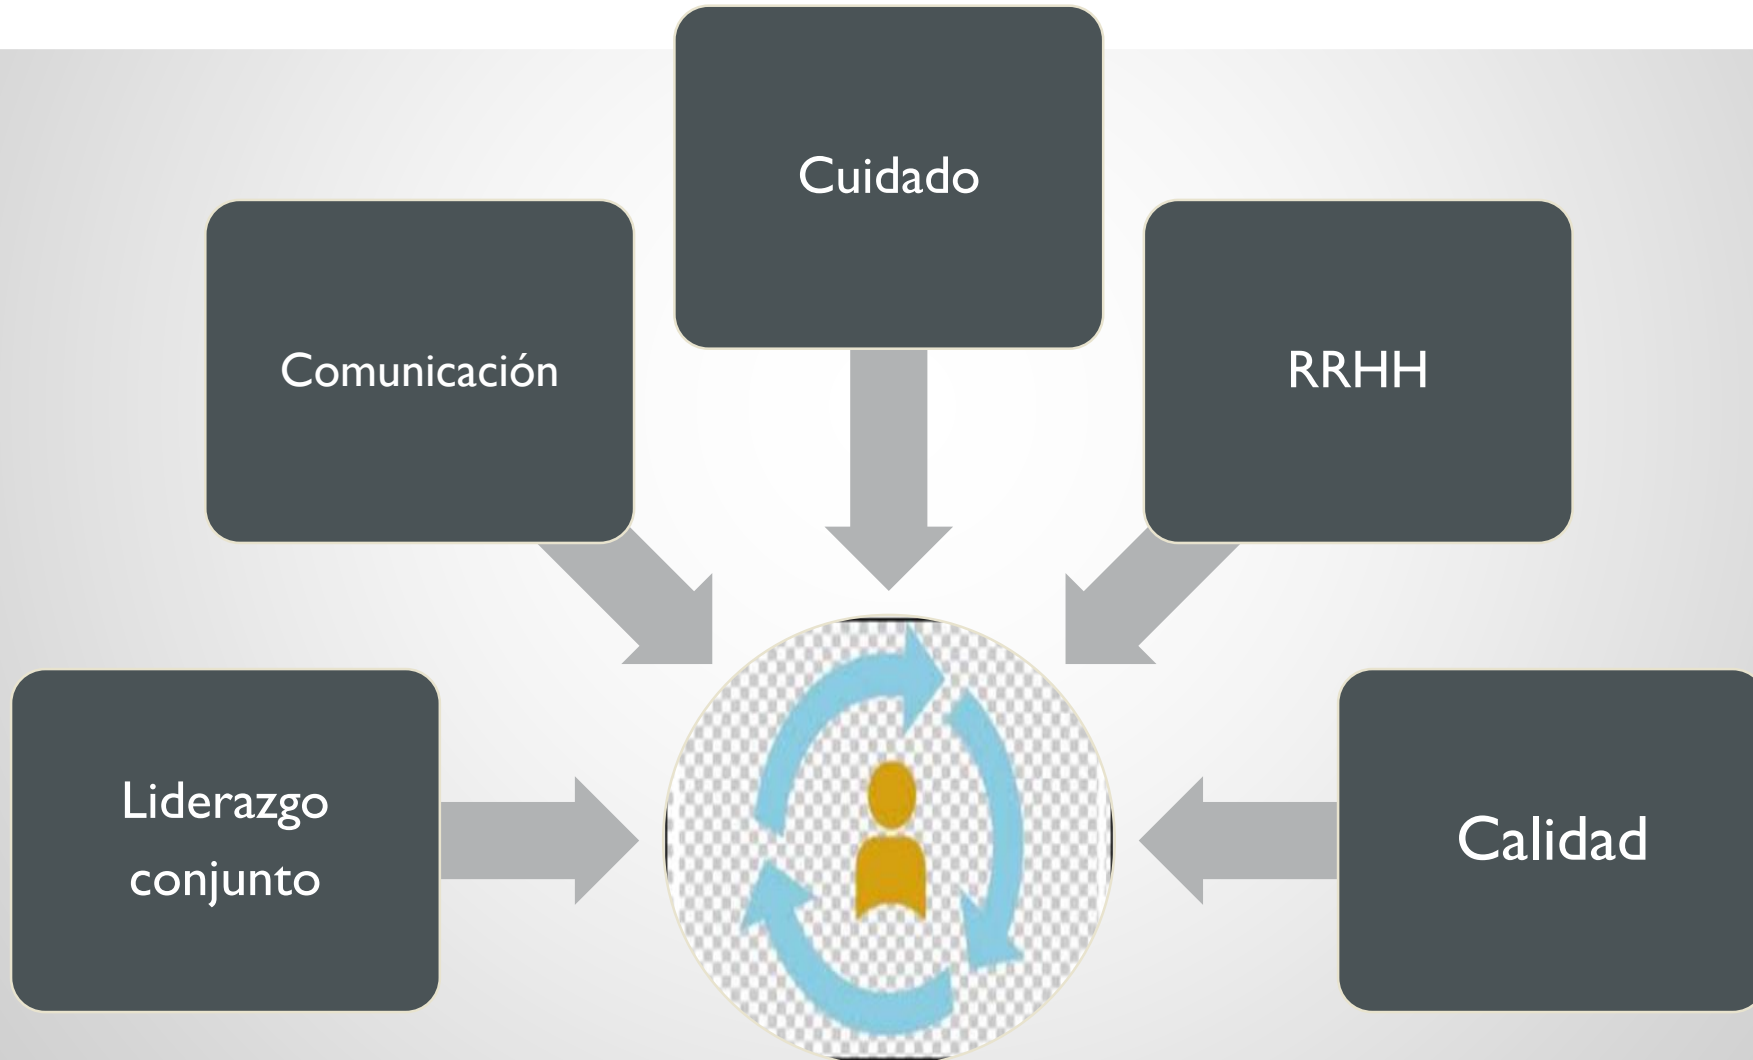 Cuidado
Comunicación
RRHH
Liderazgo
conjunto
Calidad